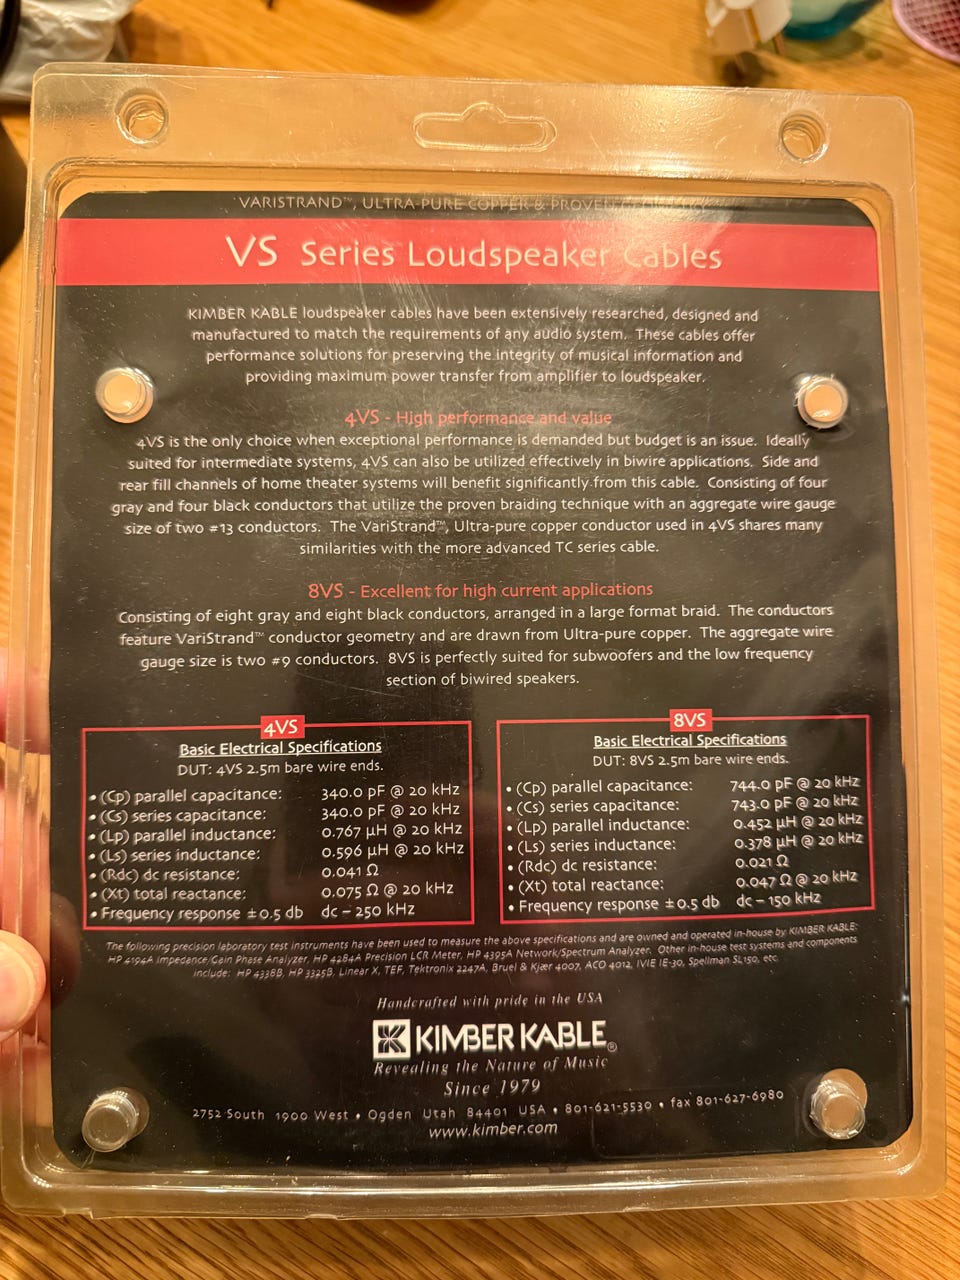 VARISTRAND™, ULTRA-PURE COPPER & PROVEN
VS Series Loudspeaker Cables
KIMBER KABLE loudspeaker cables have been extensively researched, designed and
manufactured to match the requirements of any audio system. These cables offer
performance solutions for preserving the integrity of musical information and
providing maximum power transfer from amplifier to loudspeaker.
4VS - High performance and value
4VS is the only choice when exceptional performance is demanded but budget is an issue. Ideally
suited for intermediate systems, 4VS can also be utilized effectively in biwire applications. Side and
rear fill channels of home theater systems will benefit significantly from this cable. Consisting of four
gray and four black conductors that utilize the proven braiding technique with an aggregate wire gauge
size of two #13 conductors. The VariStrand™, Ultra-pure copper conductor used in 4VS shares many
similarities with the more advanced TC series cable.
8VS - Excellent for high current applications
Consisting of eight gray and eight black conductors, arranged in a large format braid. The conductors
feature VariStrand™ conductor geometry and are drawn from Ultra-pure copper. The aggregate wire
gauge size is two #9 conductors. 8VS is perfectly suited for subwoofers and the low frequency
section of biwired speakers.
4VS
Basic Electrical Specifications
DUT: 4VS 2.5m bare wire ends.
• (Cp) parallel capacitance: 340.0 pF @ 20 kHz
• (Cs) series capacitance: 340.0 pF @ 20 kHz
• (Lp) parallel inductance: 0.767 µH @ 20 kHz
• (Ls) series inductance: 0.596 µH @ 20 kHz
• (Rdc) dc resistance: 0.041 Ω
• (Xt) total reactance: 0.075 Ω @ 20 kHz
• Frequency response ±0.5 db dc – 250 kHz
8VS
Basic Electrical Specifications
DUT: 8VS 2.5m bare wire ends.
• (Cp) parallel capacitance: 744.0 pF @ 20 kHz
• (Cs) series capacitance: 743.0 pF @ 20 kHz
• (Lp) parallel inductance: 0.452 µH @ 20 kHz
• (Ls) series inductance: 0.378 µH @ 20 kHz
• (Rdc) dc resistance: 0.021 Ω
• (Xt) total reactance: 0.047 Ω @ 20 kHz
• Frequency response ±0.5 db dc – 150 kHz
The following precision laboratory test instruments have been used to measure the above specifications and are owned and operated in-house by KIMBER KABLE:
HP 4194A Impedance/Gain Phase Analyzer, HP 4284A Precision LCR Meter, HP 4395A Network/Spectrum Analyzer. Other in-house test systems and components
include: HP 4338B, HP 3325B, Linear X, TEF, Tektronix 2247A, Bruel & Kjær 4007, ACO 4012, IVIE IE-30, Spellman SL150, etc.
Handcrafted with pride in the USA
KIMBER KABLE®
Revealing the Nature of Music
Since 1979
2752 South 1900 West • Ogden Utah 84401 USA • 801-621-5530 • fax 801-627-6980
www.kimber.com